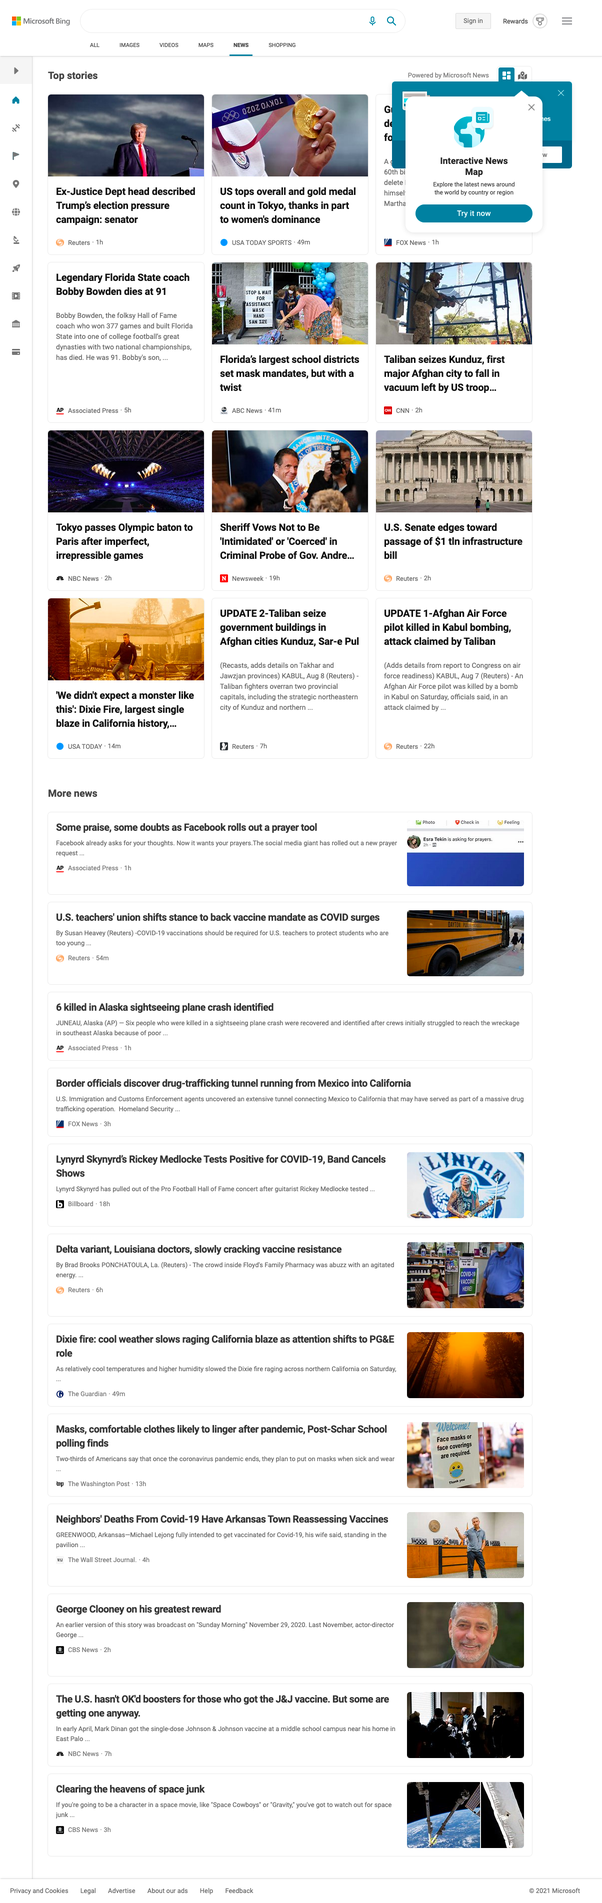 Microsoft Bing
Sign in
Rewards
ALL
IMAGES
VIDEOS
MAPS
NEWS
SHOPPING
Top stories
Powered by Microsoft News
Interactive News
Map
Explore the latest news around
the world by country or region
Try it now
TOKYO 2020
Ex-Justice Dept head described
Trump's election pressure
campaign: senator
Reuters · 1h
US tops overall and gold medal
count in Tokyo, thanks in part
to women's dominance
USA TODAY SPORTS · 49m
60th
delete
himself
Martha
FOX News · 1h
Legendary Florida State coach
Bobby Bowden dies at 91
Bobby Bowden, the folksy Hall of Fame
coach who won 377 games and built Florida
State into one of college football's great
dynasties with two national championships,
has died. He was 91. Bobby's son, ...
AP Associated Press · 5h
STOP & WAIT
FOR
ASSISTANCE
MASK
HAND
SAN SIZE
Florida's largest school districts
set mask mandates, but with a
twist
ABC News · 41m
Taliban seizes Kunduz, first
major Afghan city to fall in
vacuum left by US troop...
CNN · 2h
Tokyo passes Olympic baton to
Paris after imperfect,
irrepressible games
NBC News · 2h
Sheriff Vows Not to Be
'Intimidated' or 'Coerced' in
Criminal Probe of Gov. Andre...
N Newsweek · 19h
U.S. Senate edges toward
passage of $1 tln infrastructure
bill
Reuters · 2h
'We didn't expect a monster like
this': Dixie Fire, largest single
blaze in California history,...
USA TODAY · 14m
UPDATE 2-Taliban seize
government buildings in
Afghan cities Kunduz, Sar-e Pul
(Recasts, adds details on Takhar and
Jawzjan provinces) KABUL, Aug 8 (Reuters) -
Taliban fighters overran two provincial
capitals, including the strategic northeastern
city of Kunduz and northern ...
Reuters · 7h
UPDATE 1-Afghan Air Force
pilot killed in Kabul bombing,
attack claimed by Taliban
(Adds details from report to Congress on air
force readiness) KABUL, Aug 7 (Reuters) - An
Afghan Air Force pilot was killed by a bomb
in Kabul on Saturday, officials said, in an
attack claimed by ...
Reuters · 22h
More news
Some praise, some doubts as Facebook rolls out a prayer tool
Facebook already asks for your thoughts. Now it wants your prayers.The social media giant has rolled out a new prayer
request ...
AP Associated Press · 1h
Photo
Check in
Feeling
Esra Tekin is asking for prayers.
U.S. teachers' union shifts stance to back vaccine mandate as COVID surges
By Susan Heavey (Reuters) -COVID-19 vaccinations should be required for U.S. teachers to protect students who are
too young ...
Reuters · 54m
6 killed in Alaska sightseeing plane crash identified
JUNEAU, Alaska (AP) — Six people who were killed in a sightseeing plane crash were recovered and identified after crews initially struggled to reach the wreckage
in southeast Alaska because of poor ...
AP Associated Press · 1h
Border officials discover drug-trafficking tunnel running from Mexico into California
U.S. Immigration and Customs Enforcement agents uncovered an extensive tunnel connecting Mexico to California that may have served as part of a massive drug
trafficking operation. Homeland Security ...
FOX News · 3h
Lynyrd Skynyrd's Rickey Medlocke Tests Positive for COVID-19, Band Cancels
Shows
Lynyrd Skynyrd has pulled out of the Pro Football Hall of Fame concert after guitarist Rickey Medlocke tested ...
b Billboard · 18h
LYNYRD
Delta variant, Louisiana doctors, slowly cracking vaccine resistance
By Brad Brooks PONCHATOULA, La. (Reuters) - The crowd inside Floyd's Family Pharmacy was abuzz with an agitated
energy. ...
Reuters · 6h
COVID-19
VACCINE
HERE!
Dixie fire: cool weather slows raging California blaze as attention shifts to PG&E
role
As relatively cool temperatures and higher humidity slowed the Dixie fire raging across northern California on Saturday,
...
The Guardian · 49m
Masks, comfortable clothes likely to linger after pandemic, Post-Schar School
polling finds
Two-thirds of Americans say that once the coronavirus pandemic ends, they plan to put on masks when sick and wear
...
wp The Washington Post · 13h
Welcome!
Face masks or
face coverings
are required.
Thank you
Neighbors' Deaths From Covid-19 Have Arkansas Town Reassessing Vaccines
GREENWOOD, Arkansas—Michael Lejong fully intended to get vaccinated for Covid-19, his wife said, standing in the
pavilion ...
WSJ The Wall Street Journal. · 4h
George Clooney on his greatest reward
An earlier version of this story was broadcast on "Sunday Morning" November 29, 2020. Last November, actor-director
George ...
CBS News · 2h
The U.S. hasn't OK'd boosters for those who got the J&J vaccine. But some are
getting one anyway.
In early April, Mark Dinan got the single-dose Johnson & Johnson vaccine at a middle school campus near his home in
East Palo ...
NBC News · 7h
Clearing the heavens of space junk
If you're going to be a character in a space movie, like "Space Cowboys" or "Gravity," you've got to watch out for space
junk ...
CBS News · 3h
Privacy and Cookies
Legal
Advertise
About our ads
Help
Feedback
© 2021 Microsoft